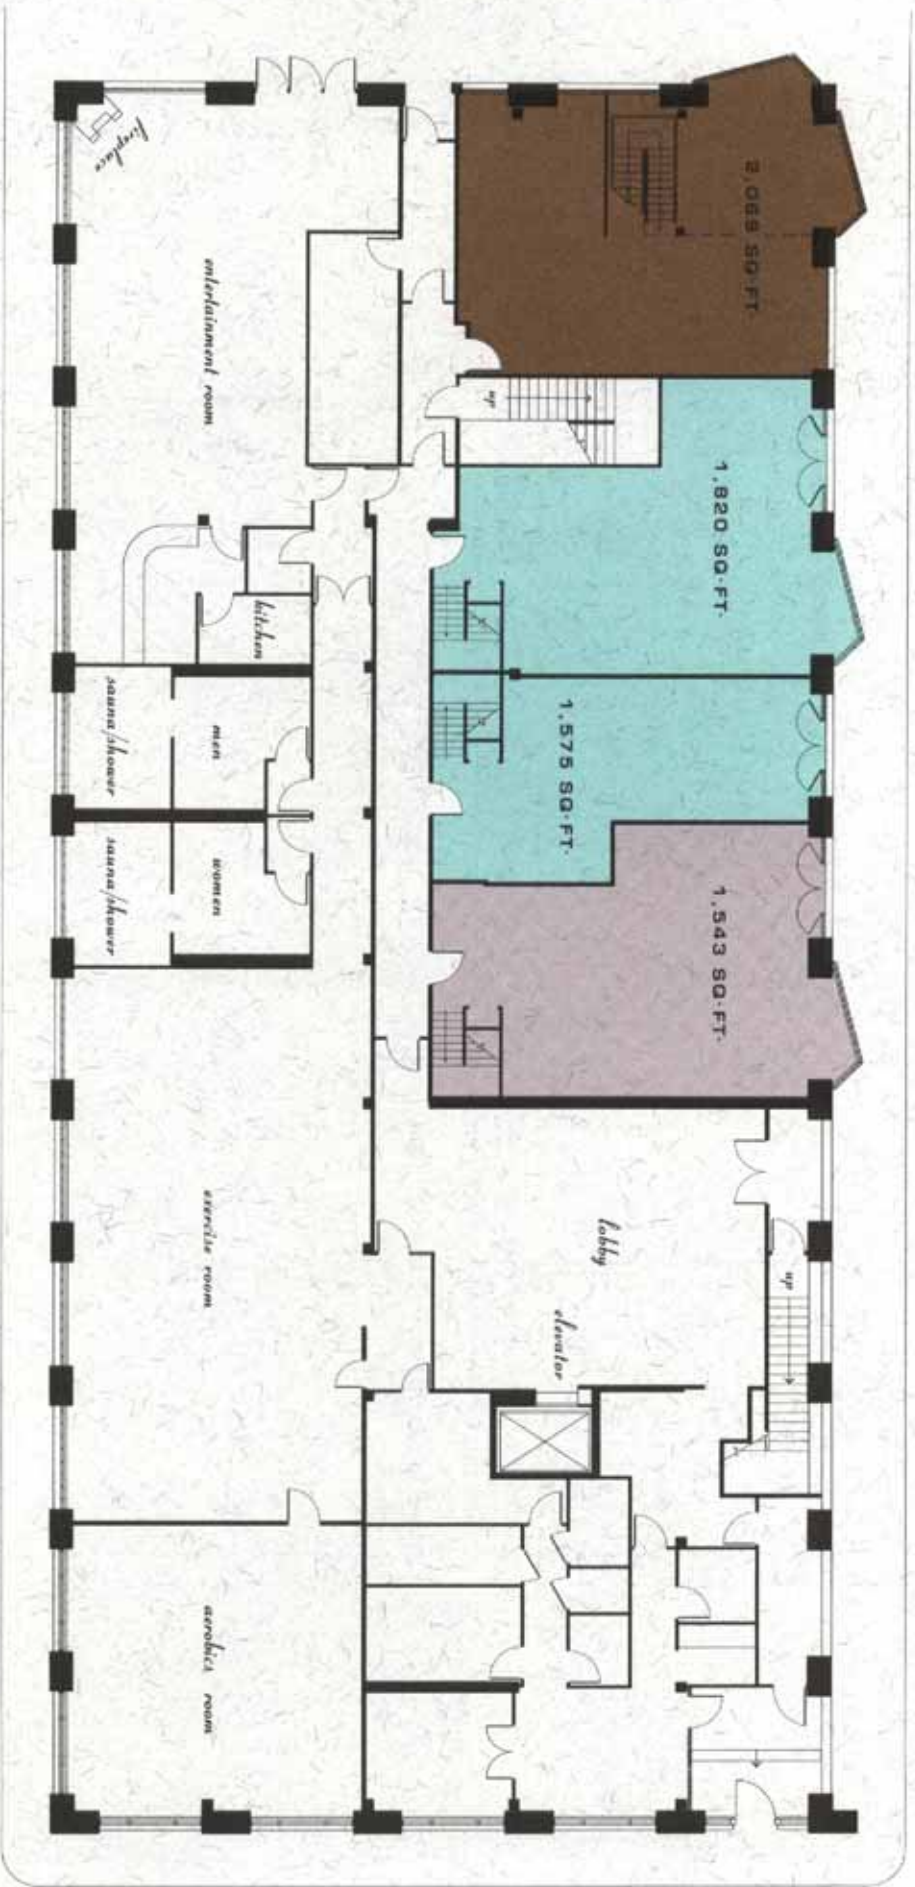 fireplace
2,069 SQ·FT·
entertainment room
up
1,820 SQ·FT·
kitchen
men
sauna/shower
1,575 SQ·FT·
women
sauna/shower
1,543 SQ·FT·
exercise room
lobby
elevator
up
aerobics room